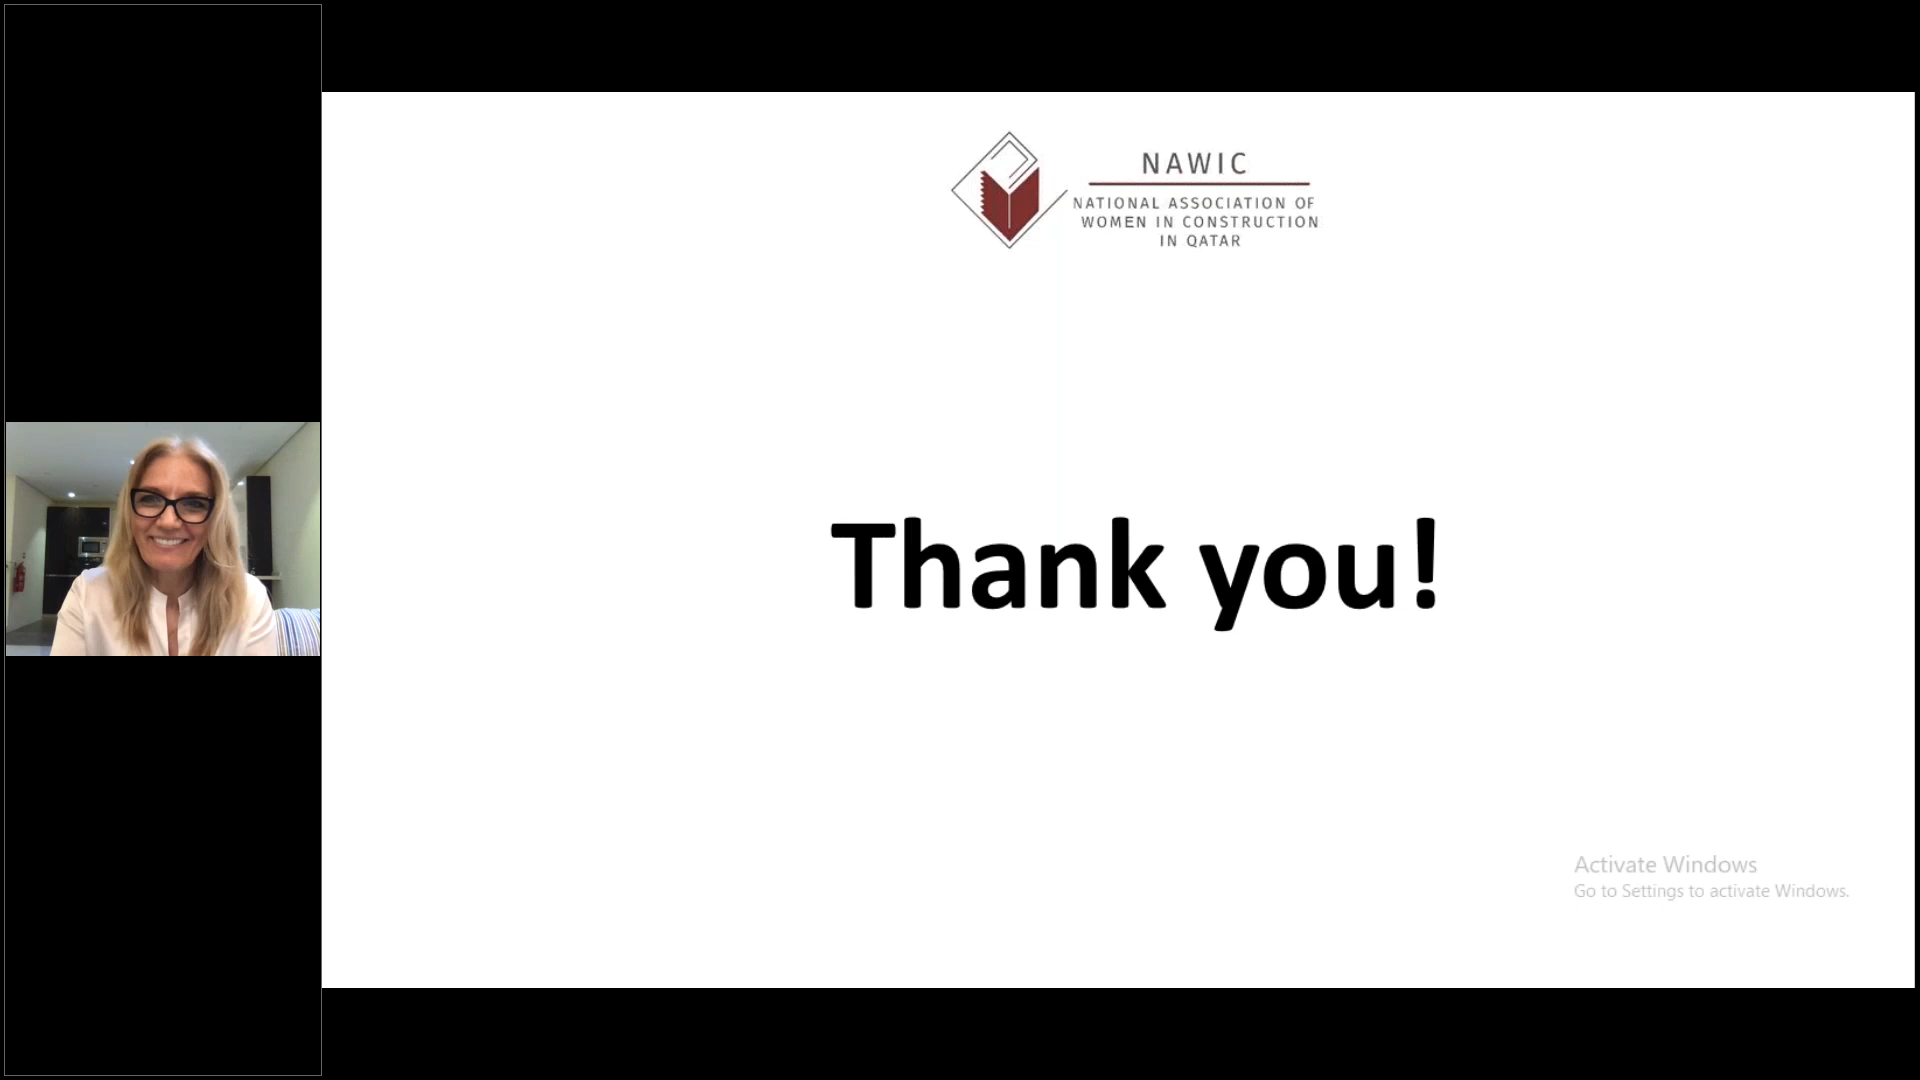 NAWIC
NATIONAL ASSOCIATION OF
WOMEN IN CONSTRUCTION
IN QATAR
Thank you!
Activate Windows
Go to Settings to activate Windows.